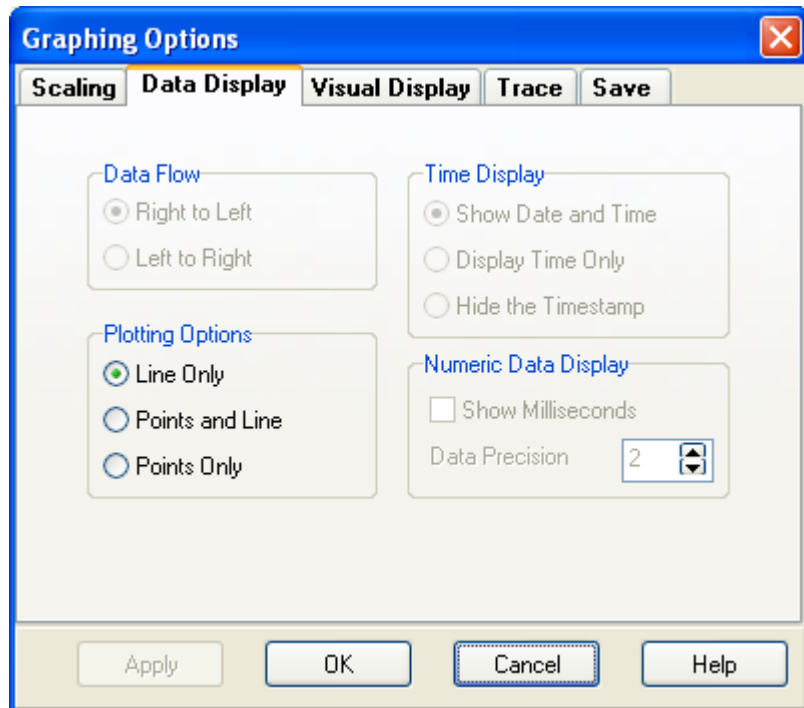 Graphing Options
Scaling Data Display Visual Display Trace Save
Data Flow
Right to Left
Left to Right
Plotting Options
Line Only
Points and Line
Points Only
Time Display
Show Date and Time
Display Time Only
Hide the Timestamp
Numeric Data Display
Show Milliseconds
Data Precision 2
Apply OK Cancel Help